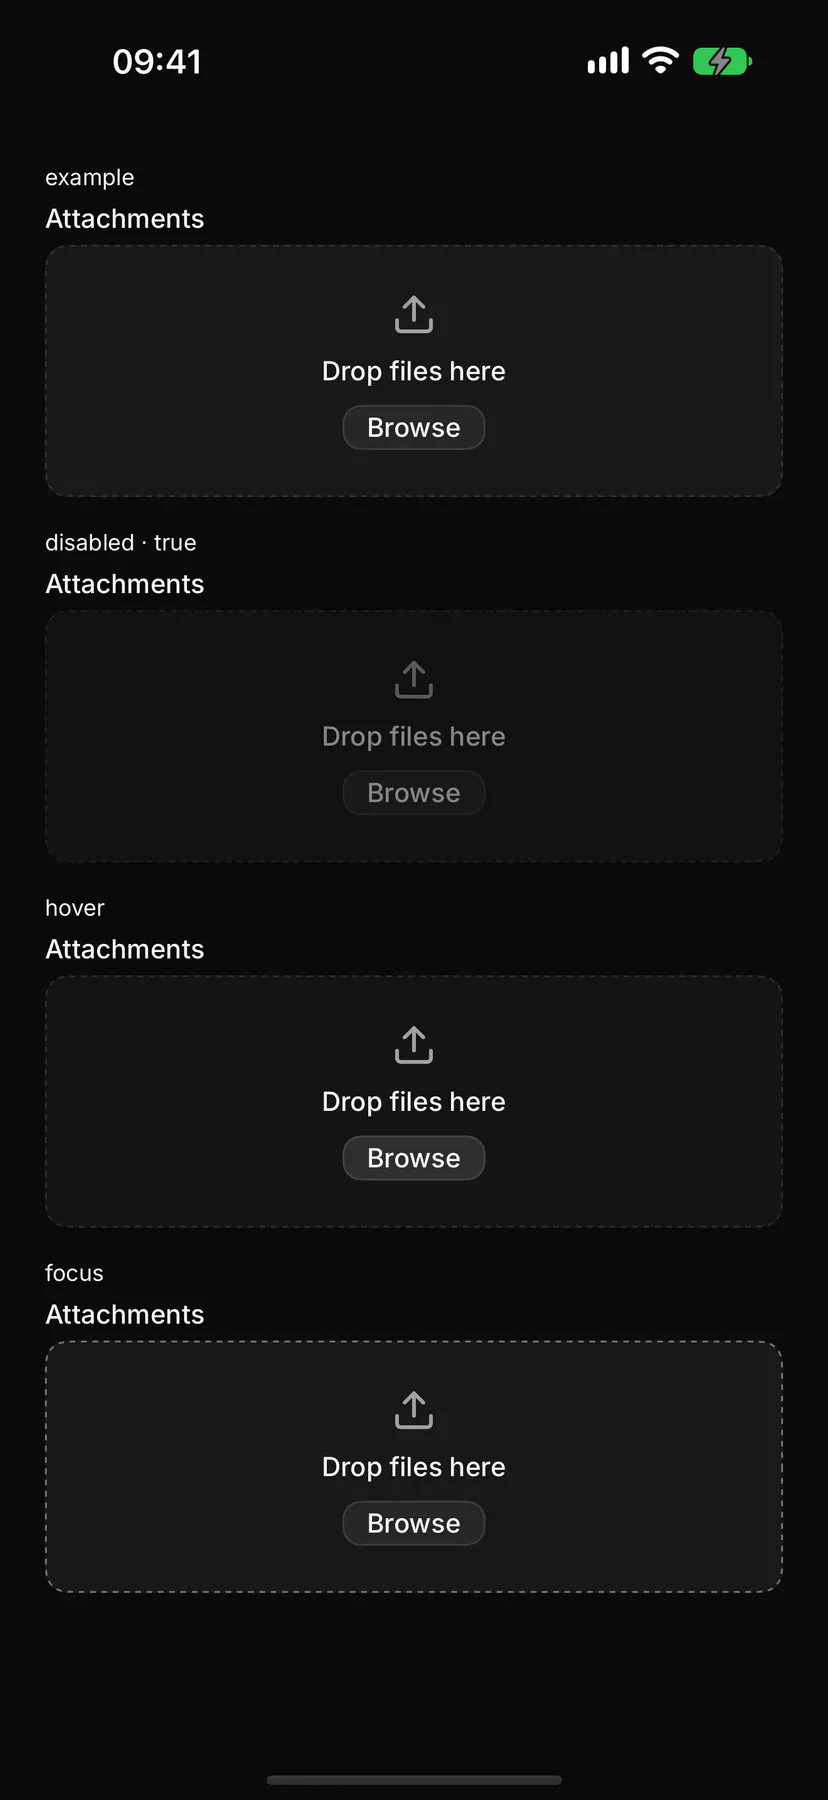 09:41
example
Attachments
Drop files here
Browse
disabled · true
Attachments
Drop files here
Browse
hover
Attachments
Drop files here
Browse
focus
Attachments
Drop files here
Browse